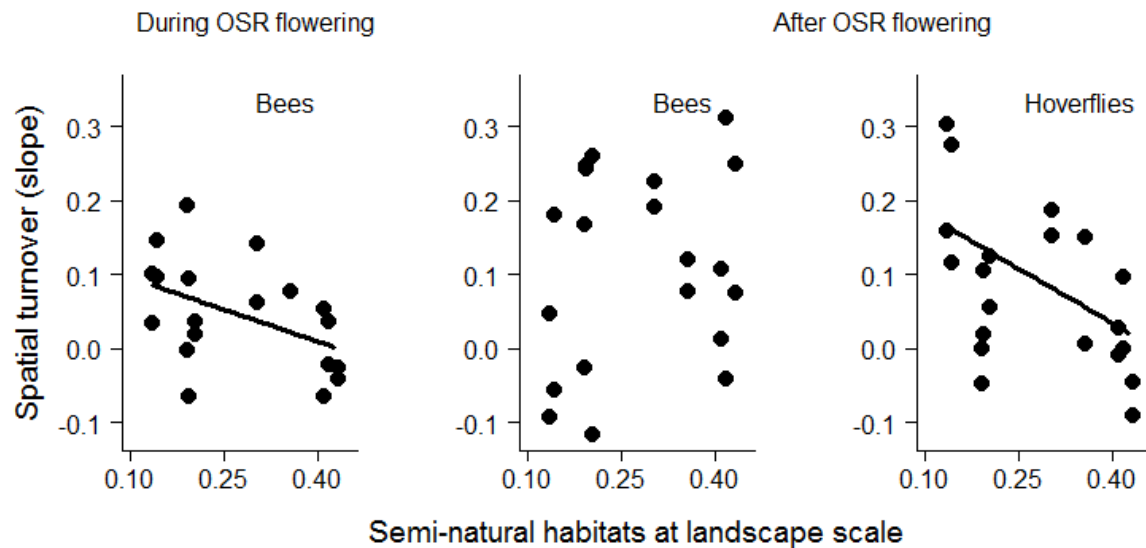 During OSR flowering
After OSR flowering
Bees
Bees
Hoverflies
Spatial turnover (slope)
0.3
0.2
0.1
0.0
-0.1
0.3
0.2
0.1
0.0
-0.1
0.3
0.2
0.1
0.0
-0.1
0.10 0.25 0.40
0.10 0.25 0.40
0.10 0.25 0.40
Semi-natural habitats at landscape scale